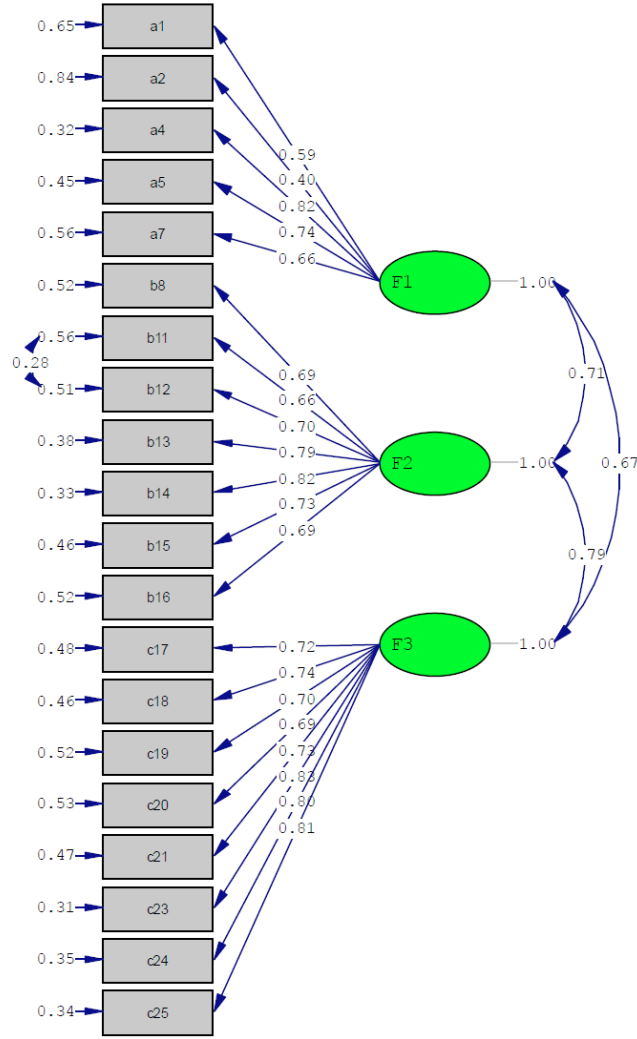 0.65 a1
0.84 a2
0.32 a4
0.59
0.45 a5
0.40
0.82
0.56 a7
0.74
0.66
0.52 b8
F1 1.00
0.56 b11
0.28
0.69
0.71
0.51 b12
0.66
0.70
0.38 b13
0.79
F2 1.00 0.67
0.33 b14
0.82
0.73
0.46 b15
0.69
0.79
0.52 b16
0.48 c17
0.72
F3 1.00
0.74
0.46 c18
0.70
0.69
0.52 c19
0.73
0.83
0.53 c20
0.80
0.81
0.47 c21
0.31 c23
0.35 c24
0.34 c25